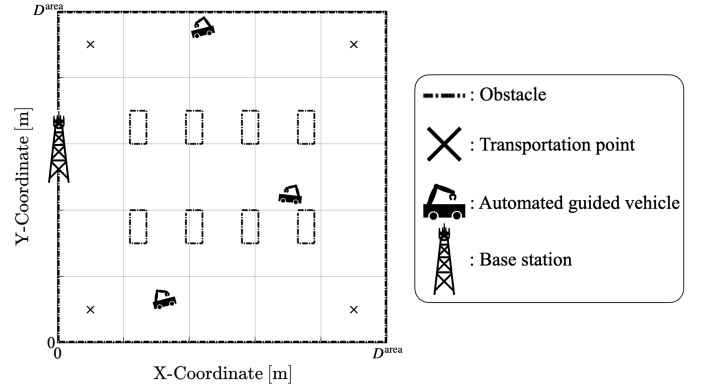 D^area
Y-Coordinate [m]
0
0
D^area
X-Coordinate [m]
: Obstacle
: Transportation point
: Automated guided vehicle
: Base station